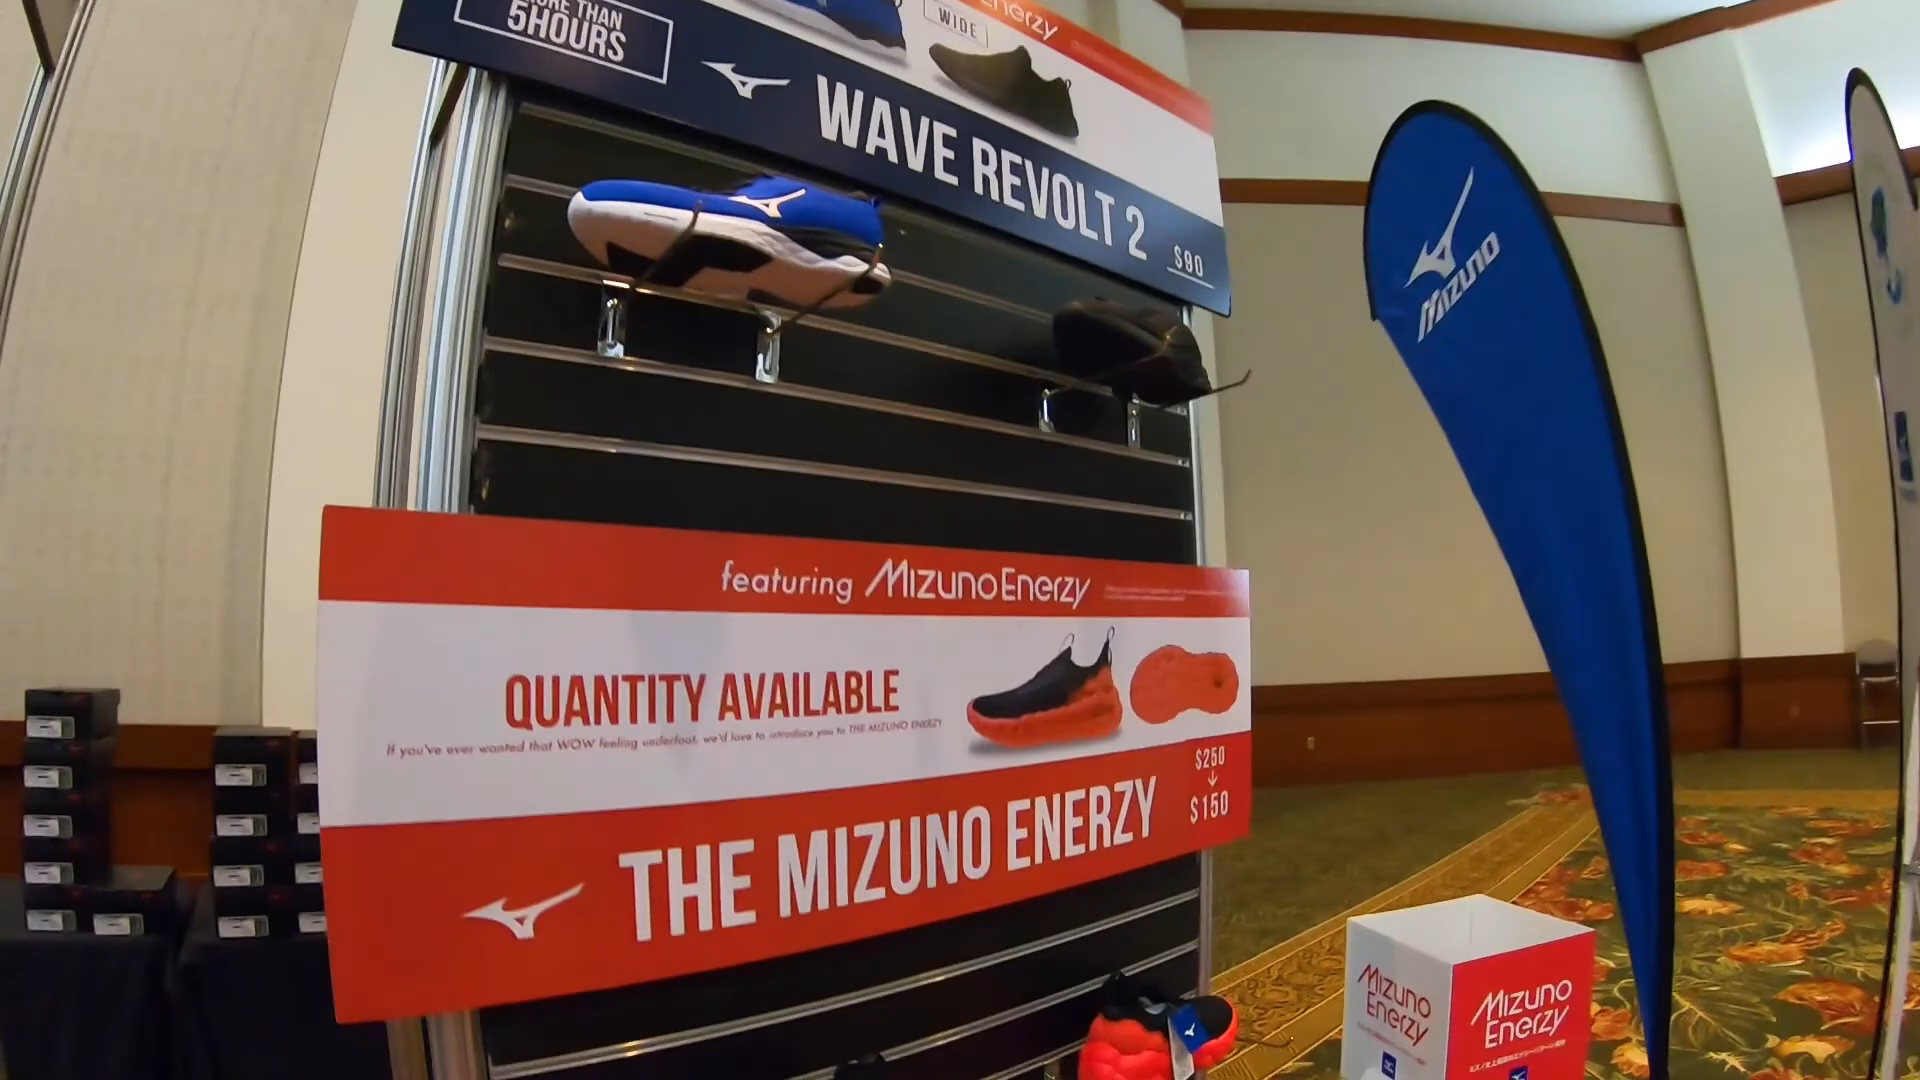 MORE THAN
5HOURS
WIDE
Enerzy
WAVE REVOLT 2
$90
MIZUNO
featuring MIZUNO Enerzy
QUANTITY AVAILABLE
If you've ever wanted that WOW feeling underfoot, we'd love to introduce you to THE MIZUNO ENERZY
$250
$150
THE MIZUNO ENERZY
MIZUNO
Enerzy
MIZUNO
Enerzy